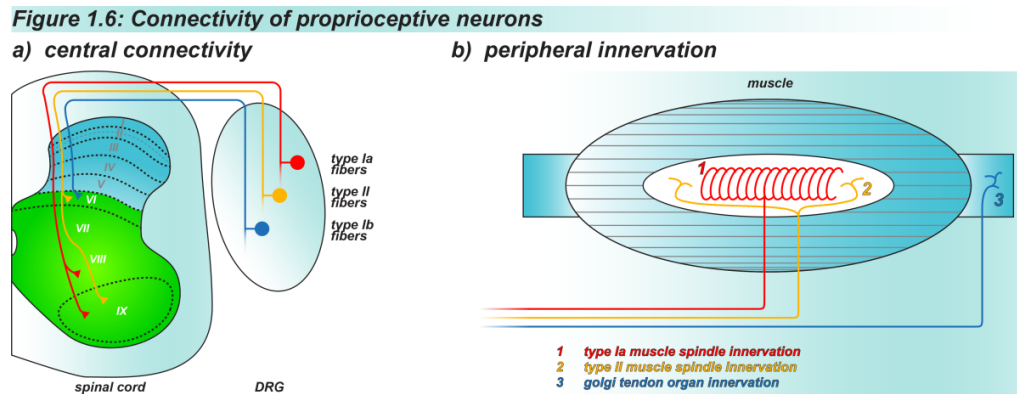 Figure 1.6: Connectivity of proprioceptive neurons
a) central connectivity
b) peripheral innervation
muscle
I
II
III
IV
V
VI
VII
VIII
IX
type Ia
fibers
type II
fibers
type Ib
fibers
spinal cord
DRG
1
2
3
1 type Ia muscle spindle innervation
2 type II muscle spindle Innervation
3 golgi tendon organ innervation